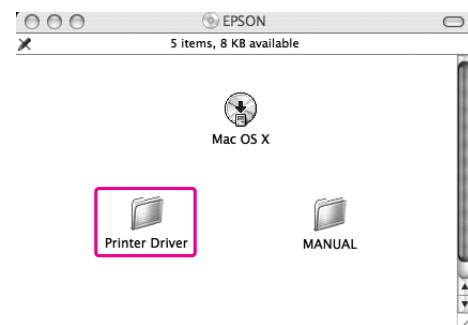 EPSON
5 items, 8 KB available
Mac OS X
Printer Driver
MANUAL